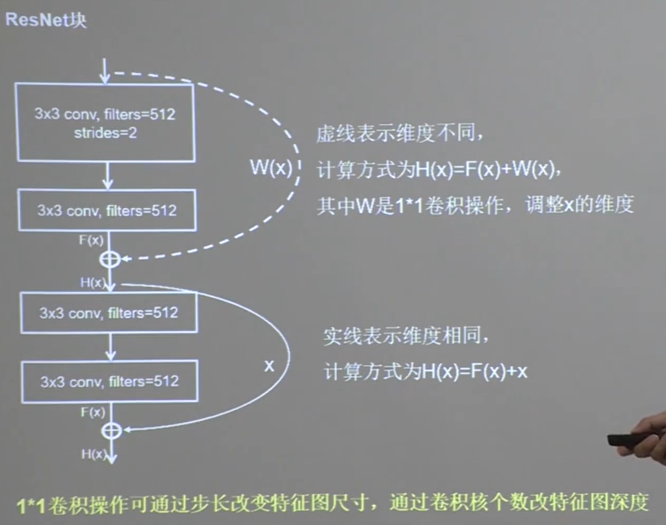 ResNet块
3x3 conv, filters=512
strides=2
W(x)
虚线表示维度不同，
计算方式为H(x)=F(x)+W(x)，
其中W是1*1卷积操作，调整x的维度
3x3 conv, filters=512
F(x)
H(x)
3x3 conv, filters=512
x
实线表示维度相同，
计算方式为H(x)=F(x)+x
3x3 conv, filters=512
F(x)
H(x)
1*1卷积操作可通过步长改变特征图尺寸，通过卷积核个数改特征图深度